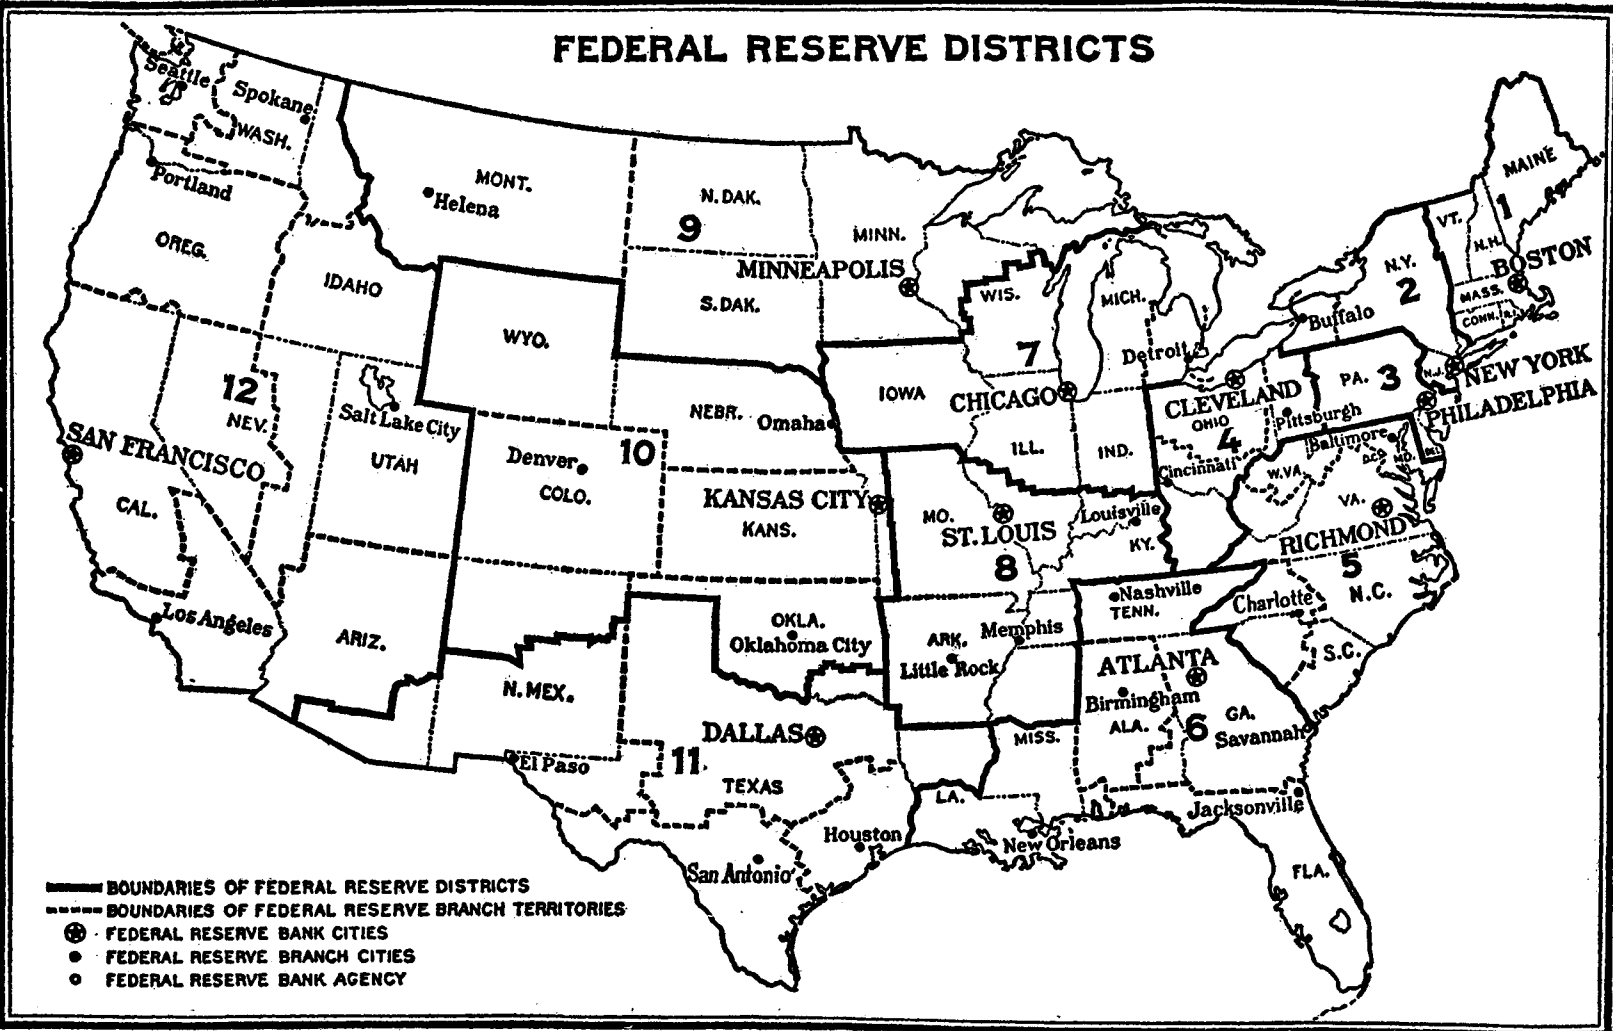 FEDERAL RESERVE DISTRICTS
Seattle
Spokane
WASH.
Portland
OREG.
IDAHO
MONT.
Helena
N. DAK.
9
MINN.
MINNEAPOLIS
S. DAK.
WYO.
WIS.
MICH.
7
Detroit
IOWA
CHICAGO
NEBR.
Omaha
ILL.
IND.
MAINE
1
VT.
N.H.
BOSTON
MASS.
CONN.
R.I.
N.Y.
2
Buffalo
NEW YORK
N.J.
PA.
3
PHILADELPHIA
CLEVELAND
OHIO
4
Pittsburgh
Cincinnati
Baltimore
MD.
DEL.
W. VA.
VA.
RICHMOND
5
12
NEV.
Salt Lake City
SAN FRANCISCO
UTAH
CAL.
Los Angeles
ARIZ.
Denver
COLO.
10
KANSAS CITY
KANS.
MO.
ST. LOUIS
8
Louisville
KY.
Nashville
TENN.
Charlotte
N.C.
S.C.
OKLA.
Oklahoma City
ARK.
Memphis
Little Rock
ATLANTA
Birmingham
ALA.
6
GA.
Savannah
N. MEX.
El Paso
DALLAS
11
TEXAS
MISS.
LA.
Houston
San Antonio
New Orleans
Jacksonville
FLA.
BOUNDARIES OF FEDERAL RESERVE DISTRICTS
BOUNDARIES OF FEDERAL RESERVE BRANCH TERRITORIES
FEDERAL RESERVE BANK CITIES
FEDERAL RESERVE BRANCH CITIES
FEDERAL RESERVE BANK AGENCY